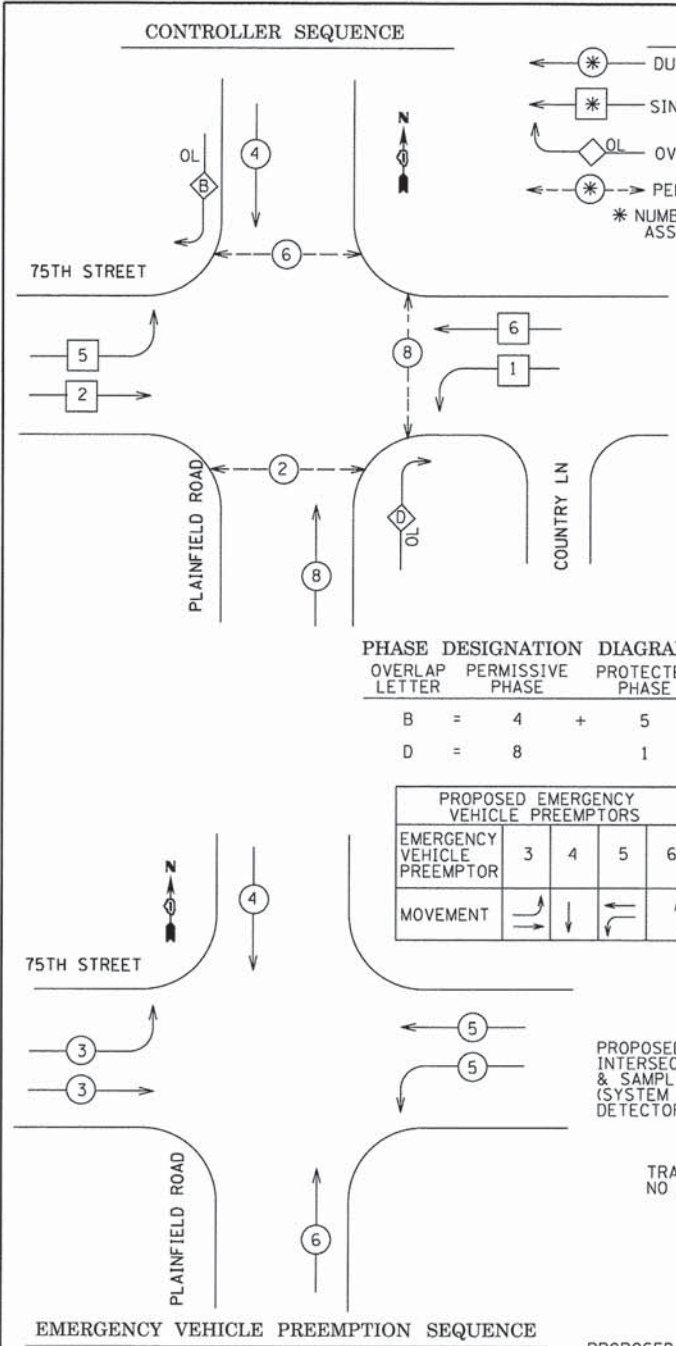 CONTROLLER SEQUENCE
* DU
* SIN
OL OV
* PE
* NUMB
ASS
N
OL
B
4
6
75TH STREET
5
2
6
1
8
2
PLAINFIELD ROAD
8
D
OL
COUNTRY LN
PHASE DESIGNATION DIAGRA
OVERLAP LETTER PERMISSIVE PHASE PROTECTE PHASE
B = 4 + 5
D = 8 1
PROPOSED EMERGENCY
VEHICLE PREEMPTORS
EMERGENCY
VEHICLE
PREEMPTOR 3 4 5 6
MOVEMENT
N
4
75TH STREET
3
3
5
5
PLAINFIELD ROAD
6
PROPOSED
INTERSEC
& SAMPL
(SYSTEM
DETECTOR
TRA
NO
EMERGENCY VEHICLE PREEMPTION SEQUENCE
PROPOSED